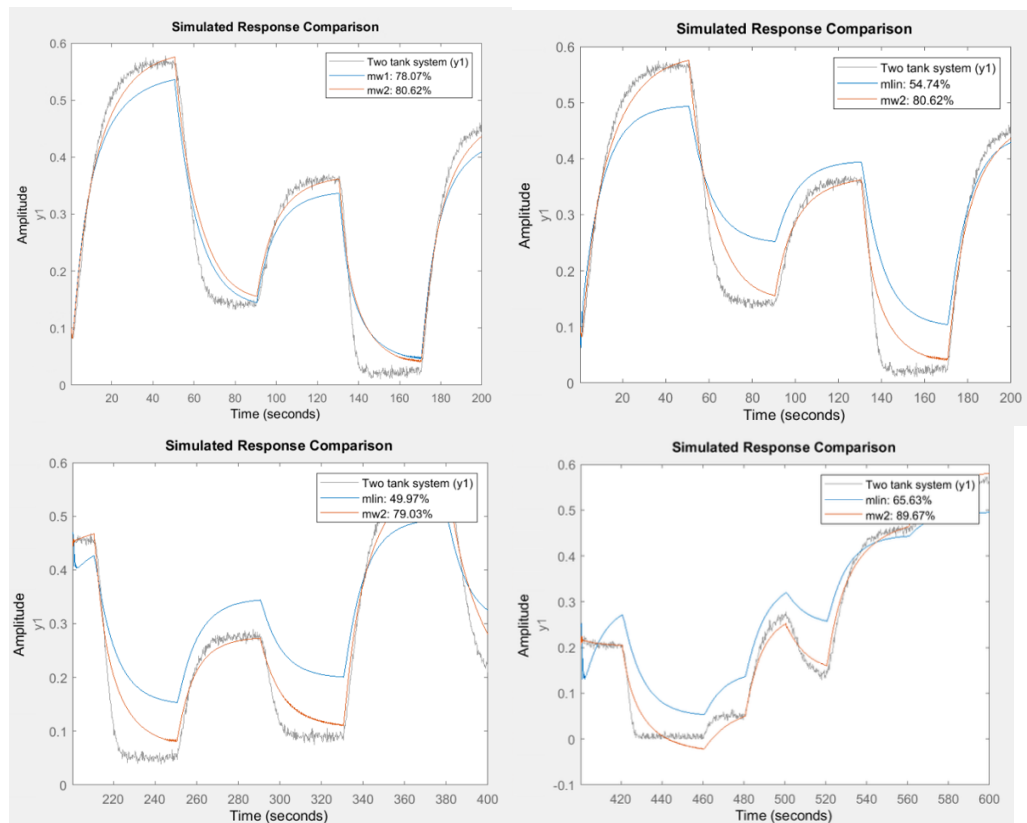 Simulated Response Comparison
Two tank system (y1)
mw1: 78.07%
mw2: 80.62%
Amplitude
y1
0.6
0.5
0.4
0.3
0.2
0.1
0
20 40 60 80 100 120 140 160 180 200
Time (seconds)
Simulated Response Comparison
Two tank system (y1)
mlin: 54.74%
mw2: 80.62%
Amplitude
y1
0.6
0.5
0.4
0.3
0.2
0.1
0
20 40 60 80 100 120 140 160 180 200
Time (seconds)
Simulated Response Comparison
Two tank system (y1)
mlin: 49.97%
mw2: 79.03%
Amplitude
y1
0.6
0.5
0.4
0.3
0.2
0.1
0
220 240 260 280 300 320 340 360 380 400
Time (seconds)
Simulated Response Comparison
Two tank system (y1)
mlin: 65.63%
mw2: 89.67%
Amplitude
y1
0.6
0.5
0.4
0.3
0.2
0.1
0
-0.1
420 440 460 480 500 520 540 560 580 600
Time (seconds)